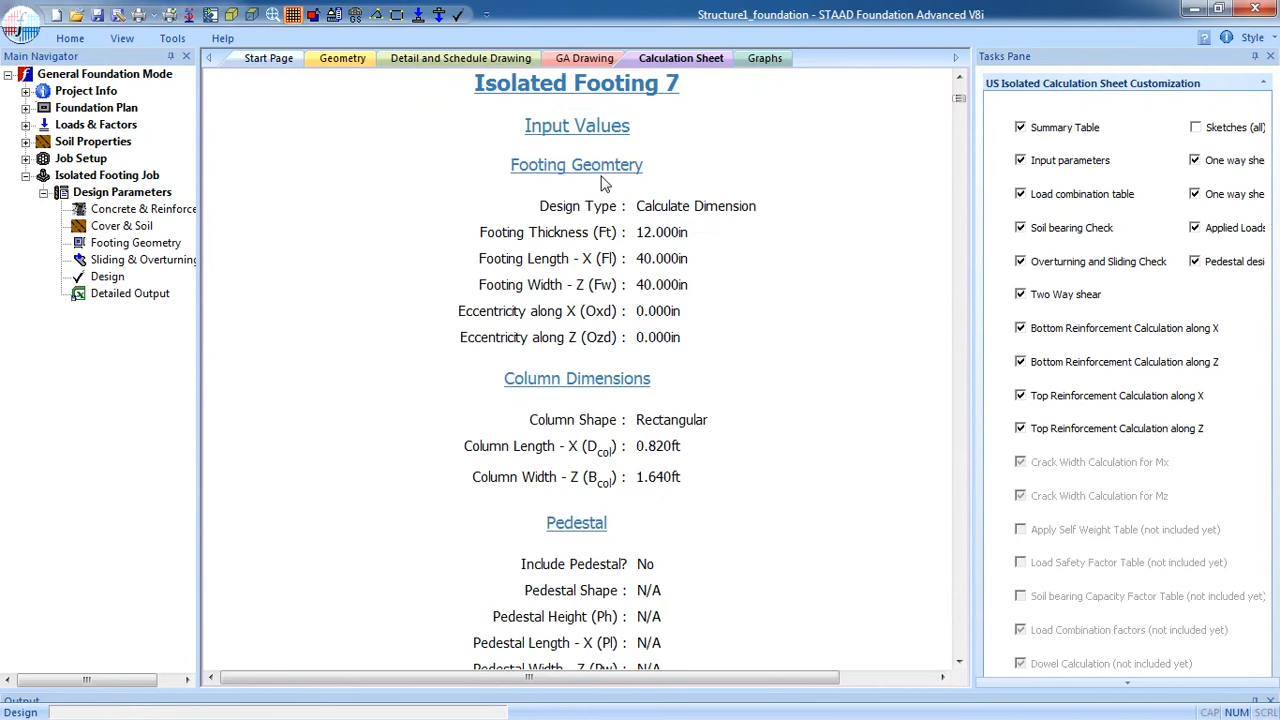 Structure1_foundation - STAAD Foundation Advanced V8i
Home View Tools Help
Style
Main Navigator
General Foundation Mode
Project Info
Foundation Plan
Loads & Factors
Soil Properties
Job Setup
Isolated Footing Job
Design Parameters
Concrete & Reinforce
Cover & Soil
Footing Geometry
Sliding & Overturning
Design
Detailed Output
Start Page Geometry Detail and Schedule Drawing GA Drawing Calculation Sheet Graphs
Isolated Footing 7
Input Values
Footing Geomtery
Design Type : Calculate Dimension
Footing Thickness (Ft) : 12.000in
Footing Length - X (Fl) : 40.000in
Footing Width - Z (Fw) : 40.000in
Eccentricity along X (Oxd) : 0.000in
Eccentricity along Z (Ozd) : 0.000in
Column Dimensions
Column Shape : Rectangular
Column Length - X (Dcol) : 0.820ft
Column Width - Z (Bcol) : 1.640ft
Pedestal
Include Pedestal? No
Pedestal Shape : N/A
Pedestal Height (Ph) : N/A
Pedestal Length - X (Pl) : N/A
Pedestal Width - Z (Pw) : N/A
Tasks Pane
US Isolated Calculation Sheet Customization
Summary Table Sketches (all)
Input parameters One way she
Load combination table One way she
Soil bearing Check Applied Loads
Overturning and Sliding Check Pedestal desi
Two Way shear
Bottom Reinforcement Calculation along X
Bottom Reinforcement Calculation along Z
Top Reinforcement Calculation along X
Top Reinforcement Calculation along Z
Crack Width Calculation for Mx
Crack Width Calculation for Mz
Apply Self Weight Table (not included yet)
Load Safety Factor Table (not included yet)
Soil bearing Capacity Factor Table (not included yet)
Load Combination factors (not included yet)
Dowel Calculation (not included yet)
Output
Design
CAP NUM SCRL